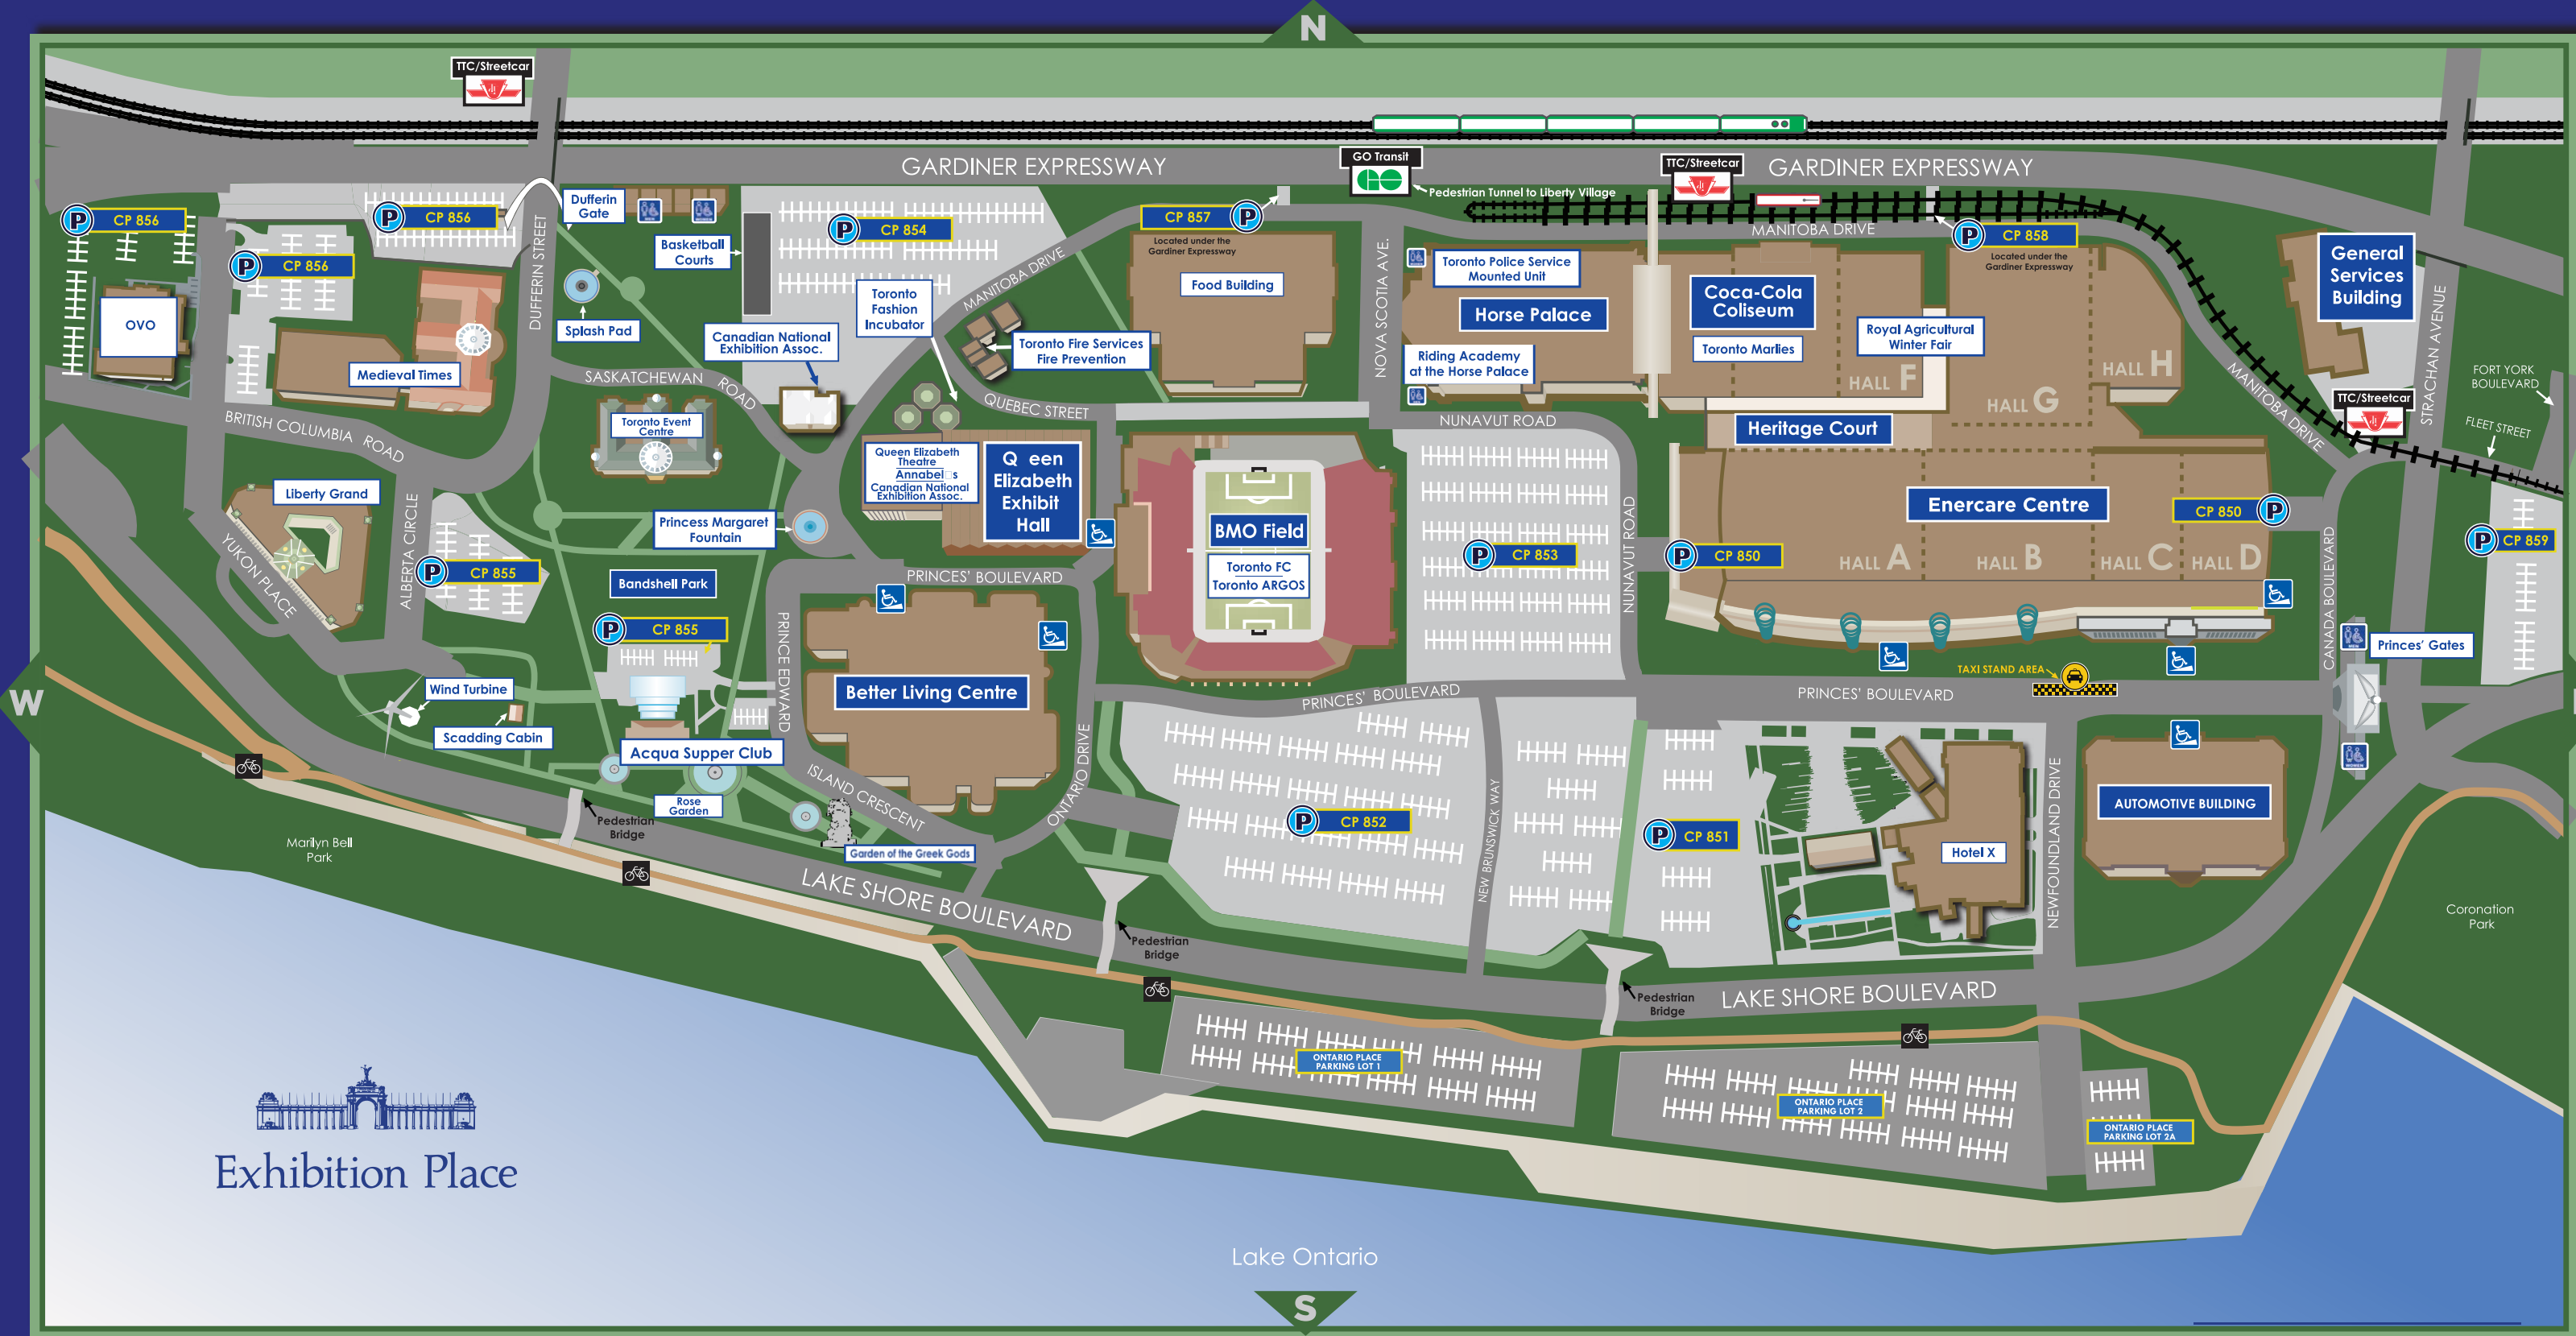 N
TTC/Streetcar
GARDINER EXPRESSWAY
GO Transit
GO
Pedestrian Tunnel to Liberty Village
TTC/Streetcar
GARDINER EXPRESSWAY
P CP 856
P CP 856
P CP 856
Dufferin
Gate
MEN
WOMEN
Basketball
Courts
P CP 854
CP 857 P
Located under the
Gardiner Expressway
MANITOBA DRIVE
P CP 858
Located under the
Gardiner Expressway
OVO
DUFFERIN STREET
Splash Pad
Medieval Times
Canadian National
Exhibition Assoc.
Toronto
Fashion
Incubator
MANITOBA DRIVE
Toronto Fire Services
Fire Prevention
Food Building
NOVA SCOTIA AVE.
Toronto Police Service
Mounted Unit
Horse Palace
Riding Academy
at the Horse Palace
Coca-Cola
Coliseum
Toronto Marlies
Royal Agricultural
Winter Fair
HALL F
HALL G
HALL H
General
Services
Building
STRACHAN AVENUE
FORT YORK
BOULEVARD
TTC/Streetcar
FLEET STREET
MANITOBA DRIVE
SASKATCHEWAN ROAD
QUEBEC STREET
NUNAVUT ROAD
Heritage Court
BRITISH COLUMBIA ROAD
Toronto Event
Centre
Queen Elizabeth
Theatre
Annabel s
Canadian National
Exhibition Assoc.
Q een
Elizabeth
Exhibit
Hall
Liberty Grand
YUKON PLACE
ALBERTA CIRCLE
P CP 855
Princess Margaret
Fountain
BMO Field
Toronto FC
Toronto ARGOS
P CP 853
NUNAVUT ROAD
P CP 850
Enercare Centre
CP 850 P
HALL A
HALL B
HALL C
HALL D
CANADA BOULEVARD
P CP 859
Bandshell Park
PRINCES' BOULEVARD
P CP 855
PRINCE EDWARD
ISLAND CRESCENT
Better Living Centre
ONTARIO DRIVE
PRINCES' BOULEVARD
TAXI STAND AREA
PRINCES' BOULEVARD
MEN
Princes' Gates
WOMEN
W
Wind Turbine
Scadding Cabin
Acqua Supper Club
Rose
Garden
Pedestrian
Bridge
Garden of the Greek Gods
Marilyn Bell
Park
P CP 852
NEW BRUNSWICK WAY
P CP 851
Hotel X
NEWFOUNDLAND DRIVE
AUTOMOTIVE BUILDING
Coronation
Park
LAKE SHORE BOULEVARD
Pedestrian
Bridge
Pedestrian
Bridge
LAKE SHORE BOULEVARD
ONTARIO PLACE
PARKING LOT 1
ONTARIO PLACE
PARKING LOT 2
ONTARIO PLACE
PARKING LOT 2A
Exhibition Place
Lake Ontario
S